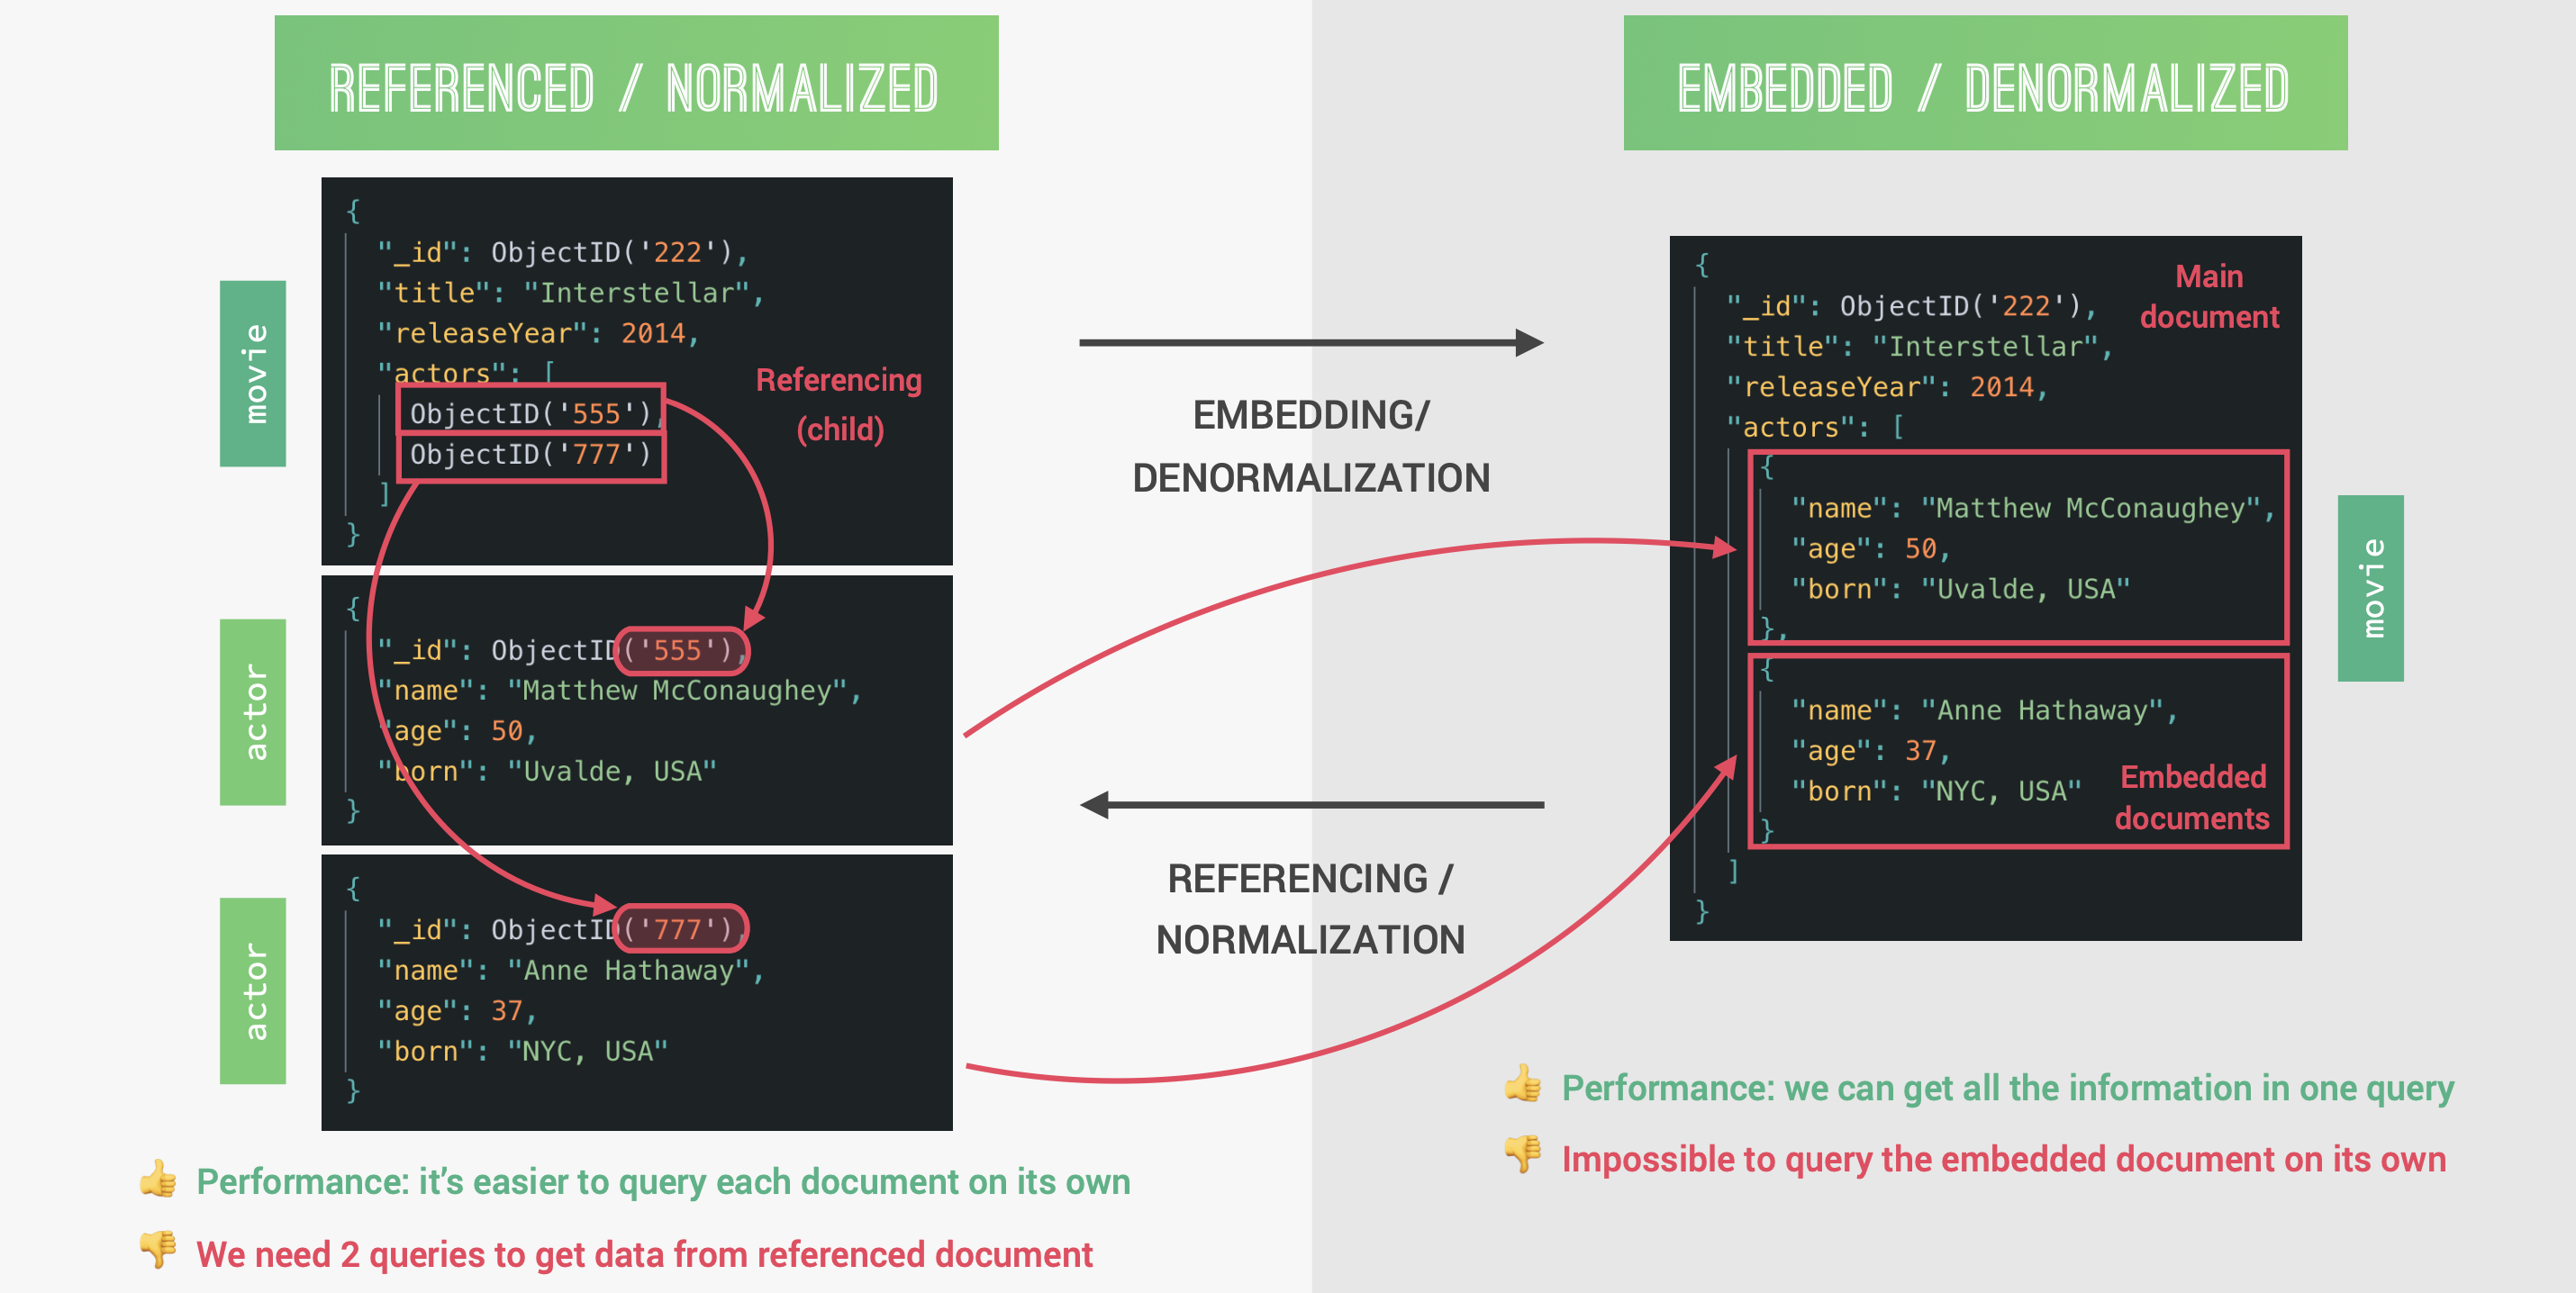 REFERENCED / NORMALIZED
movie
{
"_id": ObjectID('222'),
"title": "Interstellar",
"releaseYear": 2014,
"actors": [
ObjectID('555'),
ObjectID('777')
]
}
Referencing
(child)
actor
{
"_id": ObjectID('555'),
"name": "Matthew McConaughey",
"age": 50,
"born": "Uvalde, USA"
}
actor
{
"_id": ObjectID('777'),
"name": "Anne Hathaway",
"age": 37,
"born": "NYC, USA"
}
👍 Performance: it's easier to query each document on its own
👎 We need 2 queries to get data from referenced document
EMBEDDING/
DENORMALIZATION
REFERENCING /
NORMALIZATION
EMBEDDED / DENORMALIZED
{
"_id": ObjectID('222'),
"title": "Interstellar",
"releaseYear": 2014,
"actors": [
{
"name": "Matthew McConaughey",
"age": 50,
"born": "Uvalde, USA"
},
{
"name": "Anne Hathaway",
"age": 37,
"born": "NYC, USA"
}
]
}
Main
document
Embedded
documents
movie
👍 Performance: we can get all the information in one query
👎 Impossible to query the embedded document on its own